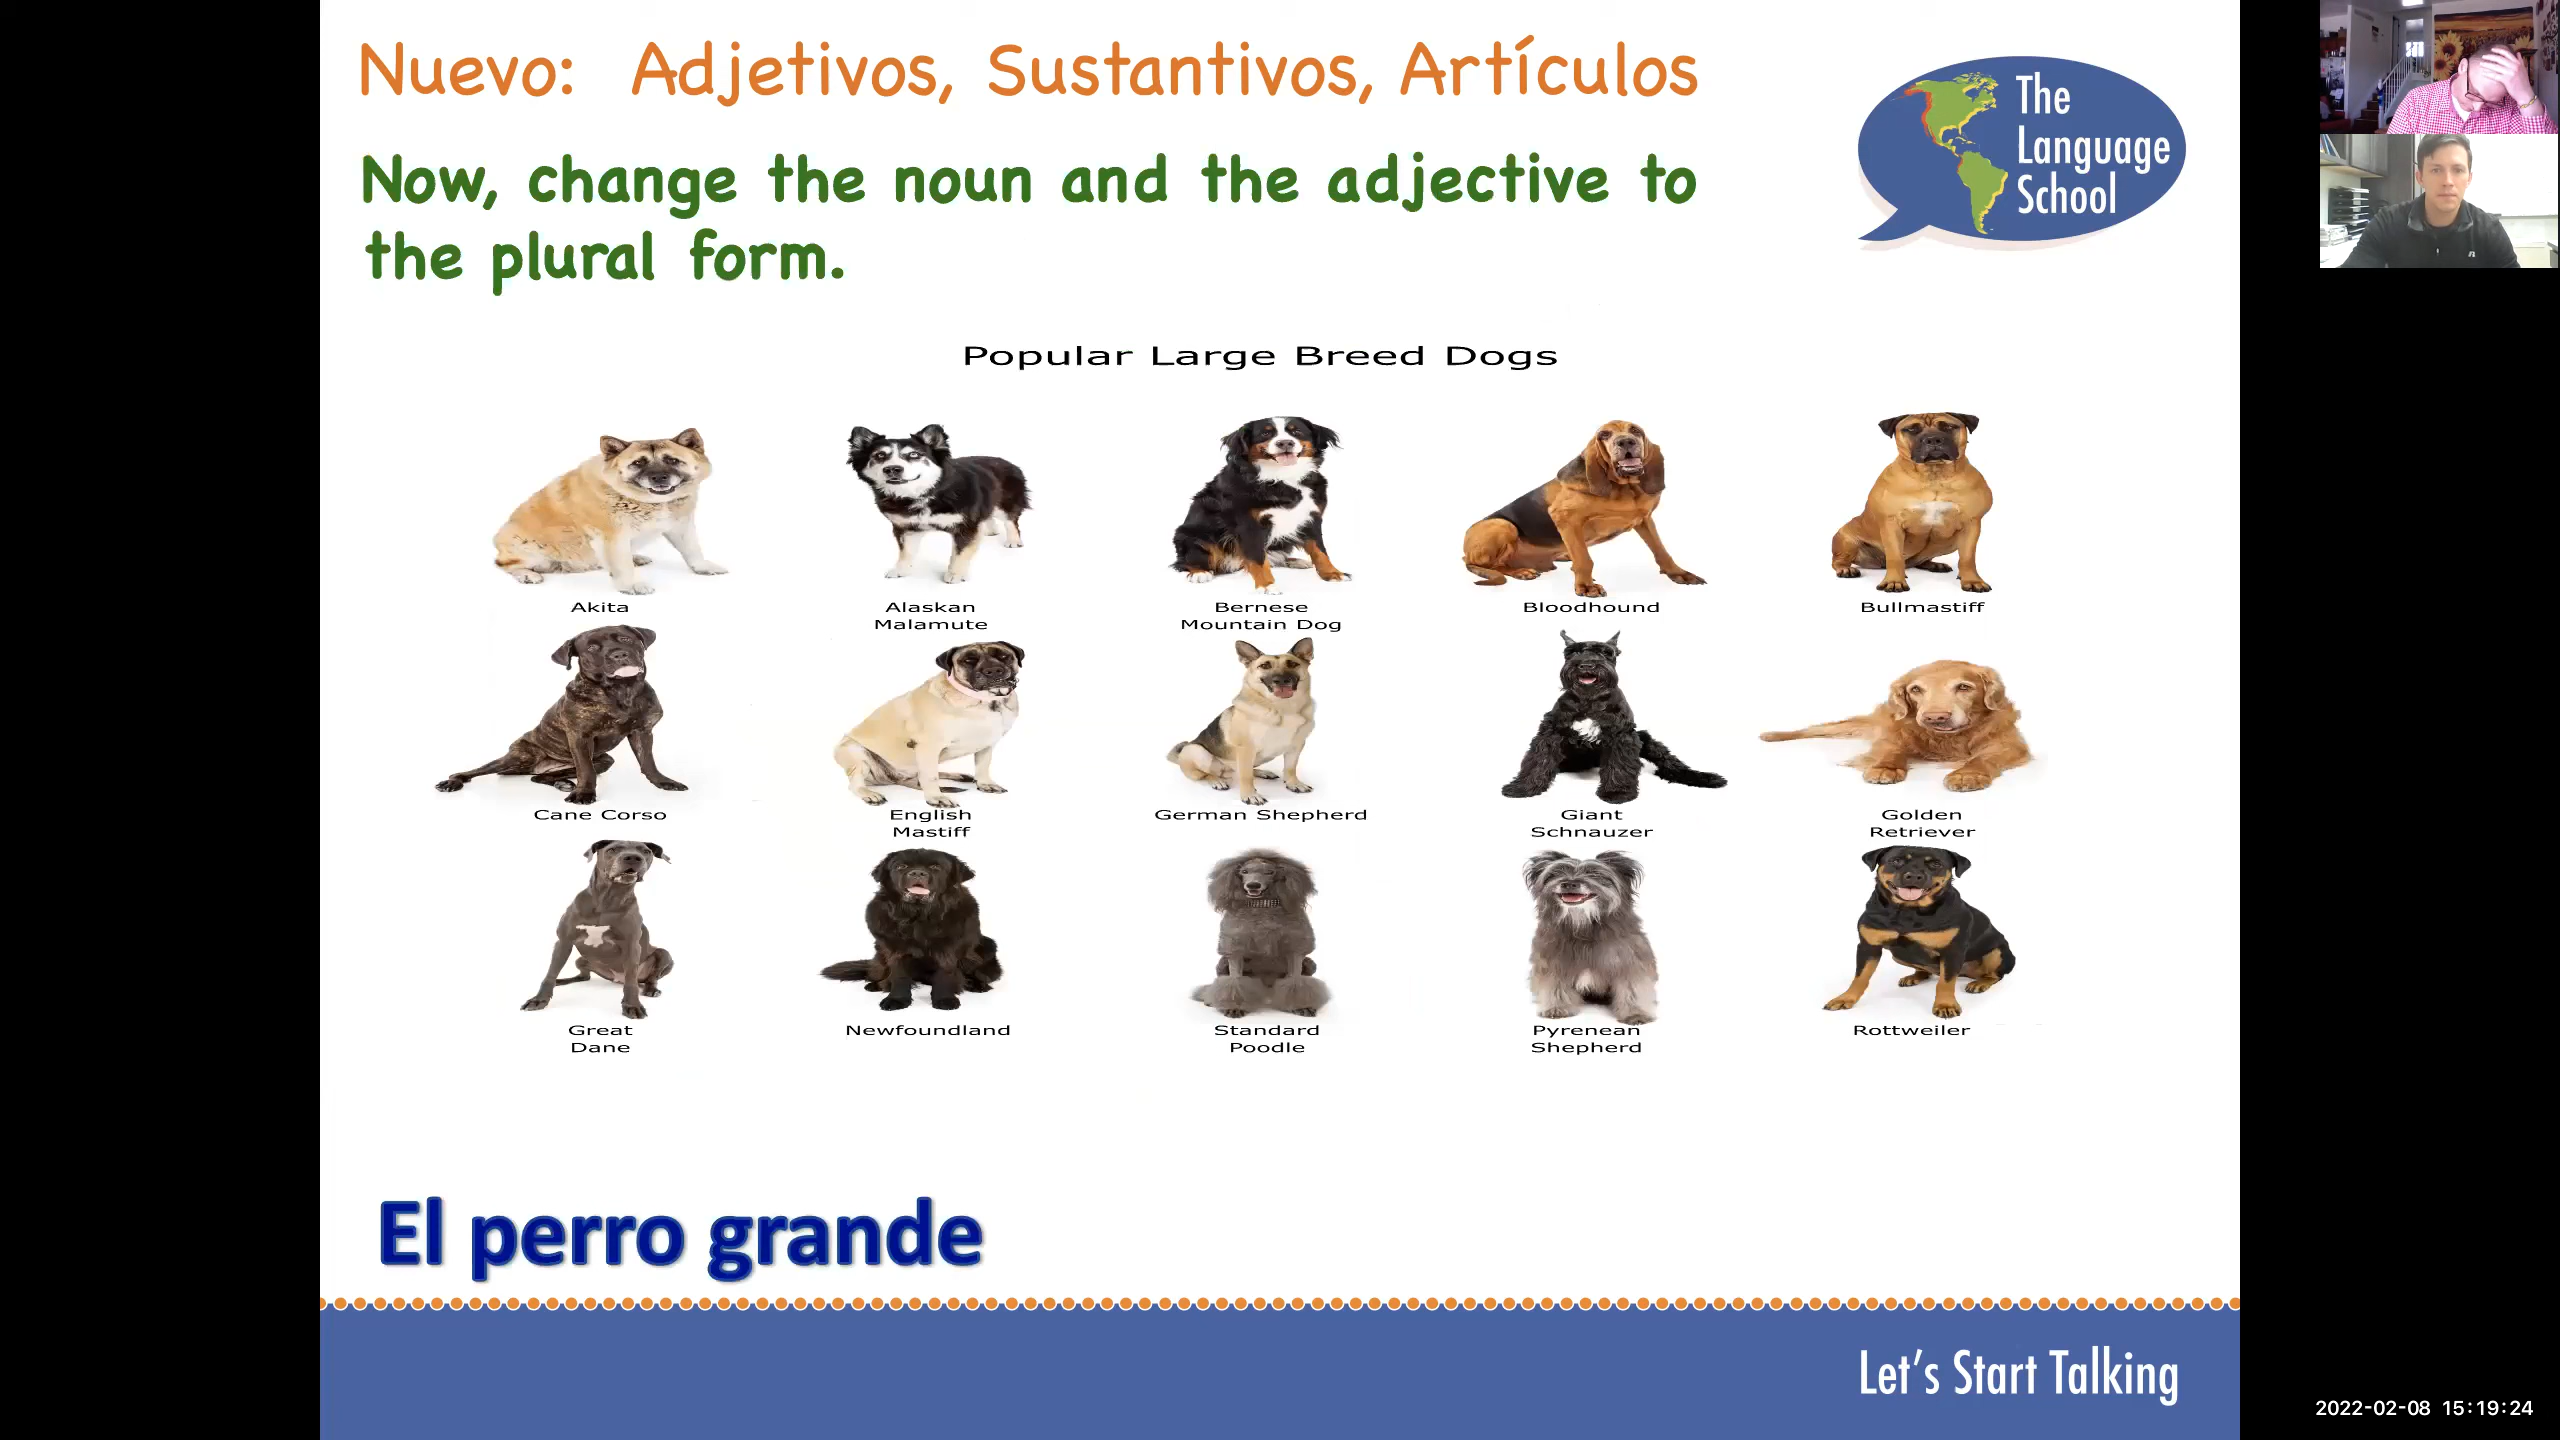 Nuevo: Adjetivos, Sustantivos, Artículos
The
Language
School
Now, change the noun and the adjective to
the plural form.
Popular Large Breed Dogs
Akita
Alaskan
Malamute
Bernese
Mountain Dog
Bloodhound
Bullmastiff
Cane Corso
English
Mastiff
German Shepherd
Giant
Schnauzer
Golden
Retriever
Great
Dane
Newfoundland
Standard
Poodle
Pyrenean
Shepherd
Rottweiler
El perro grande
Let's Start Talking
2022-02-08 15:19:24